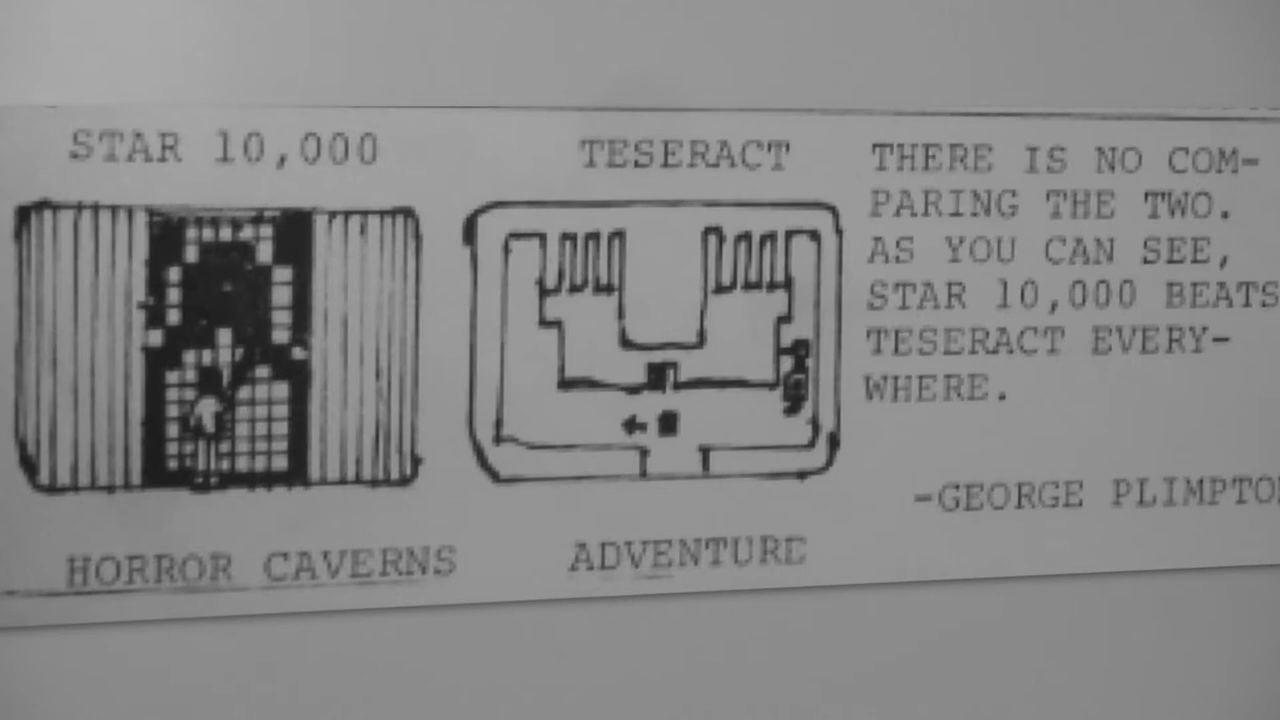 STAR 10,000
TESERACT
HORROR CAVERNS
ADVENTURE
THERE IS NO COM-
PARING THE TWO.
AS YOU CAN SEE,
STAR 10,000 BEATS
TESERACT EVERY-
WHERE.
-GEORGE PLIMPTO